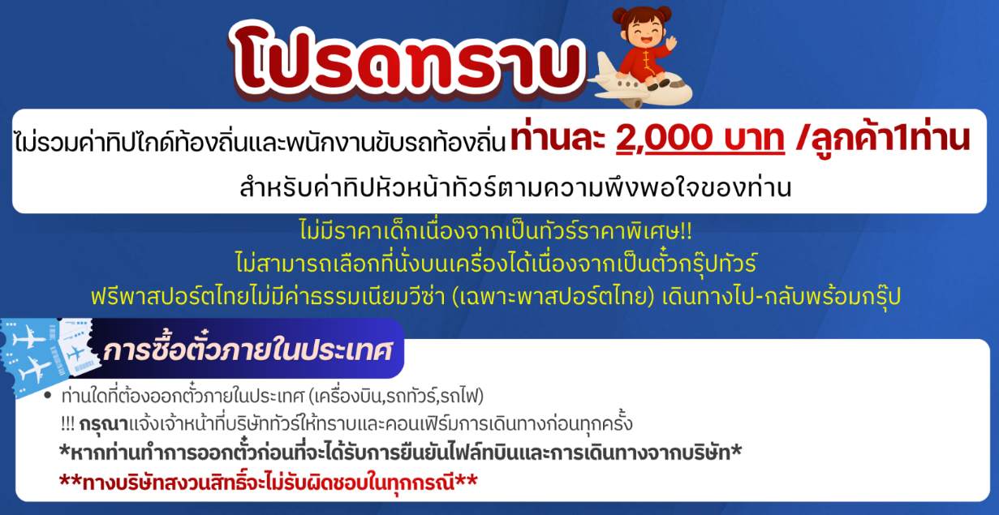 โปรดทราบ
ไม่รวมค่าทิปไกด์ท้องถิ่นและพนักงานขับรถท้องถิ่น ท่านละ 2,000 บาท /ลูกค้า1ท่าน
สำหรับค่าทิปหัวหน้าทัวร์ตามความพึงพอใจของท่าน
ไม่มีราคาเด็กเนื่องจากเป็นทัวร์ราคาพิเศษ!!
ไม่สามารถเลือกที่นั่งบนเครื่องได้เนื่องจากเป็นตั๋วกรุ๊ปทัวร์
ฟรีพาสปอร์ตไทยไม่มีค่าธรรมเนียมวีซ่า (เฉพาะพาสปอร์ตไทย) เดินทางไป-กลับพร้อมกรุ๊ป
การซื้อตั๋วภายในประเทศ
• ท่านใดที่ต้องออกตั๋วภายในประเทศ (เครื่องบิน,รถทัวร์,รถไฟ)
!!! กรุณาแจ้งเจ้าหน้าที่บริษัททัวร์ให้ทราบและคอนเฟิร์มการเดินทางก่อนทุกครั้ง
*หากท่านทำการออกตั๋วก่อนที่จะได้รับการยืนยันไฟล์ทบินและการเดินทางจากบริษัท*
**ทางบริษัทสงวนสิทธิ์จะไม่รับผิดชอบในทุกกรณี**